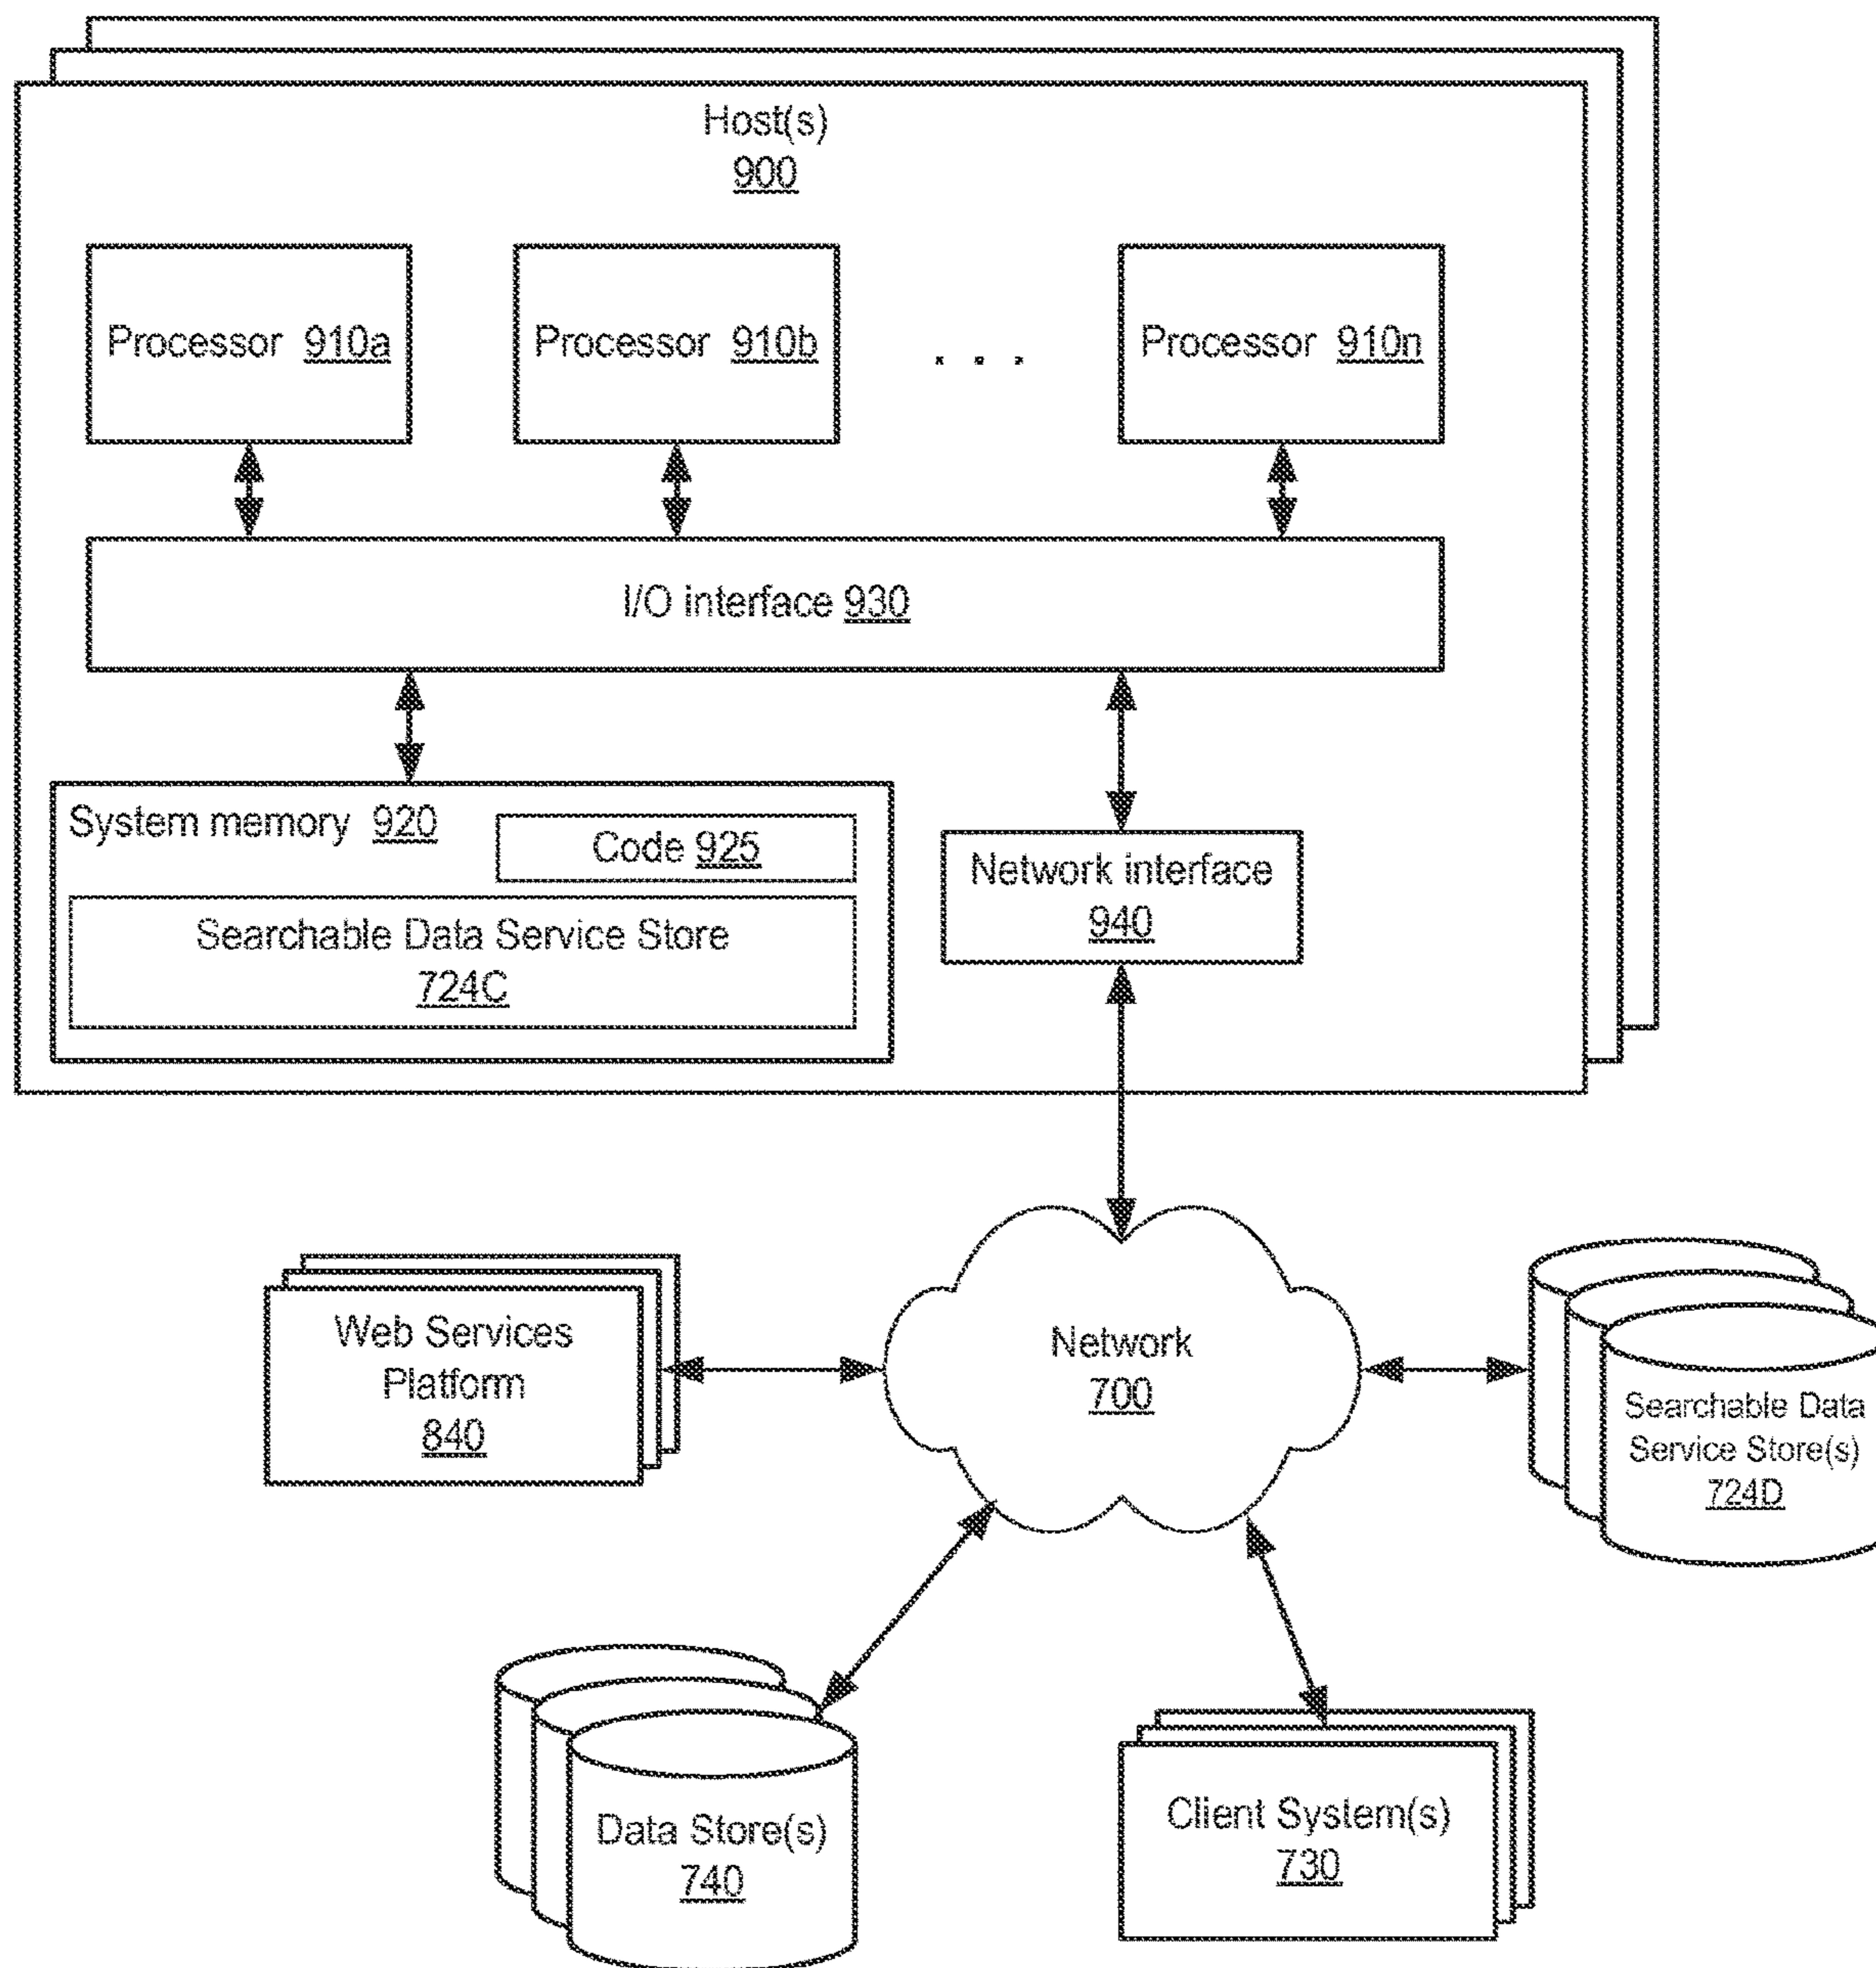 Host(s)
900
Processor 910a
Processor 910b
. . .
Processor 910n
I/O interface 930
System memory 920
Code 925
Searchable Data Service Store
724C
Network interface
940
Web Services
Platform
840
Network
700
Searchable Data
Service Store(s)
724D
Data Store(s)
740
Client System(s)
730